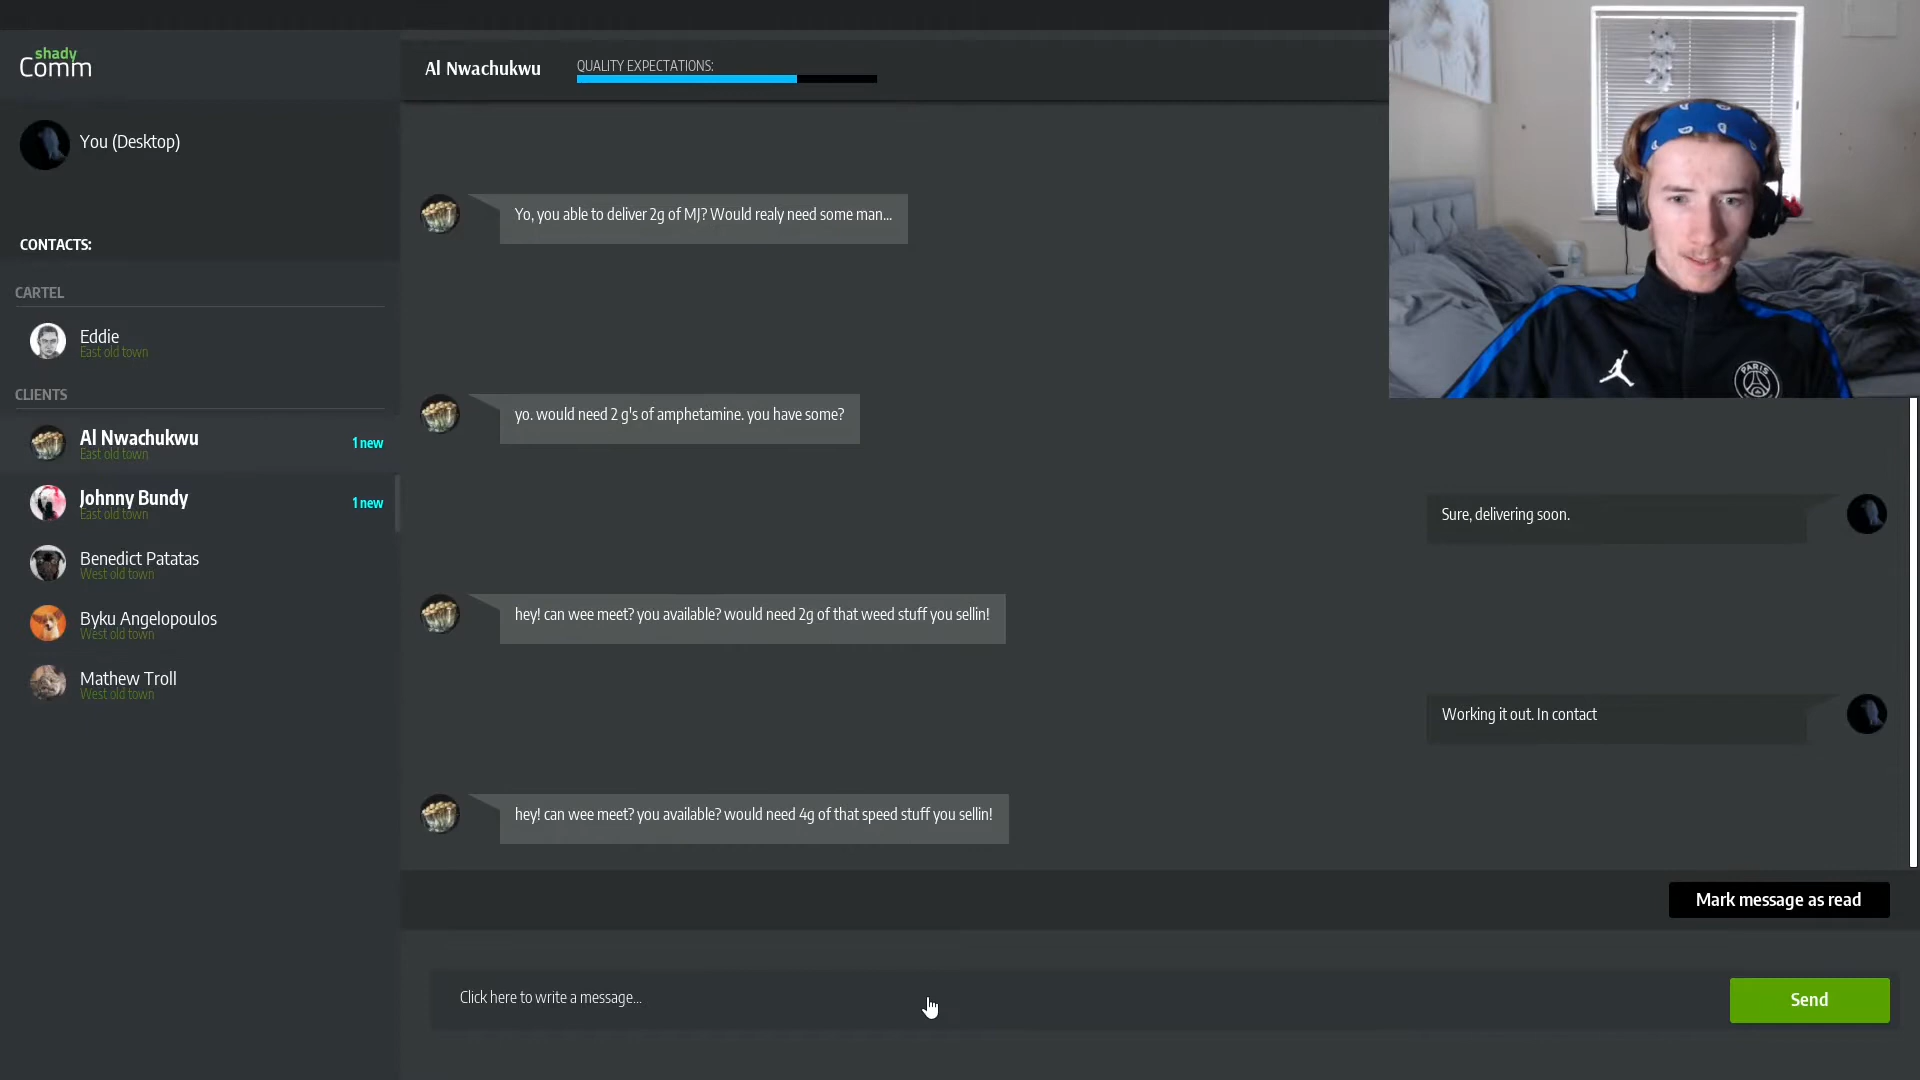 shady
Comm
You (Desktop)
CONTACTS:
CARTEL
Eddie
East old town
CLIENTS
Al Nwachukwu
East old town
1 new
Johnny Bundy
East old town
1 new
Benedict Patatas
West old town
Byku Angelopoulos
West old town
Mathew Troll
West old town
Al Nwachukwu
QUALITY EXPECTATIONS:
Yo, you able to deliver 2g of MJ? Would realy need some man...
yo. would need 2 g's of amphetamine. you have some?
Sure, delivering soon.
hey! can wee meet? you available? would need 2g of that weed stuff you sellin!
Working it out. In contact
hey! can wee meet? you available? would need 4g of that speed stuff you sellin!
Mark message as read
Click here to write a message...
Send
PARIS